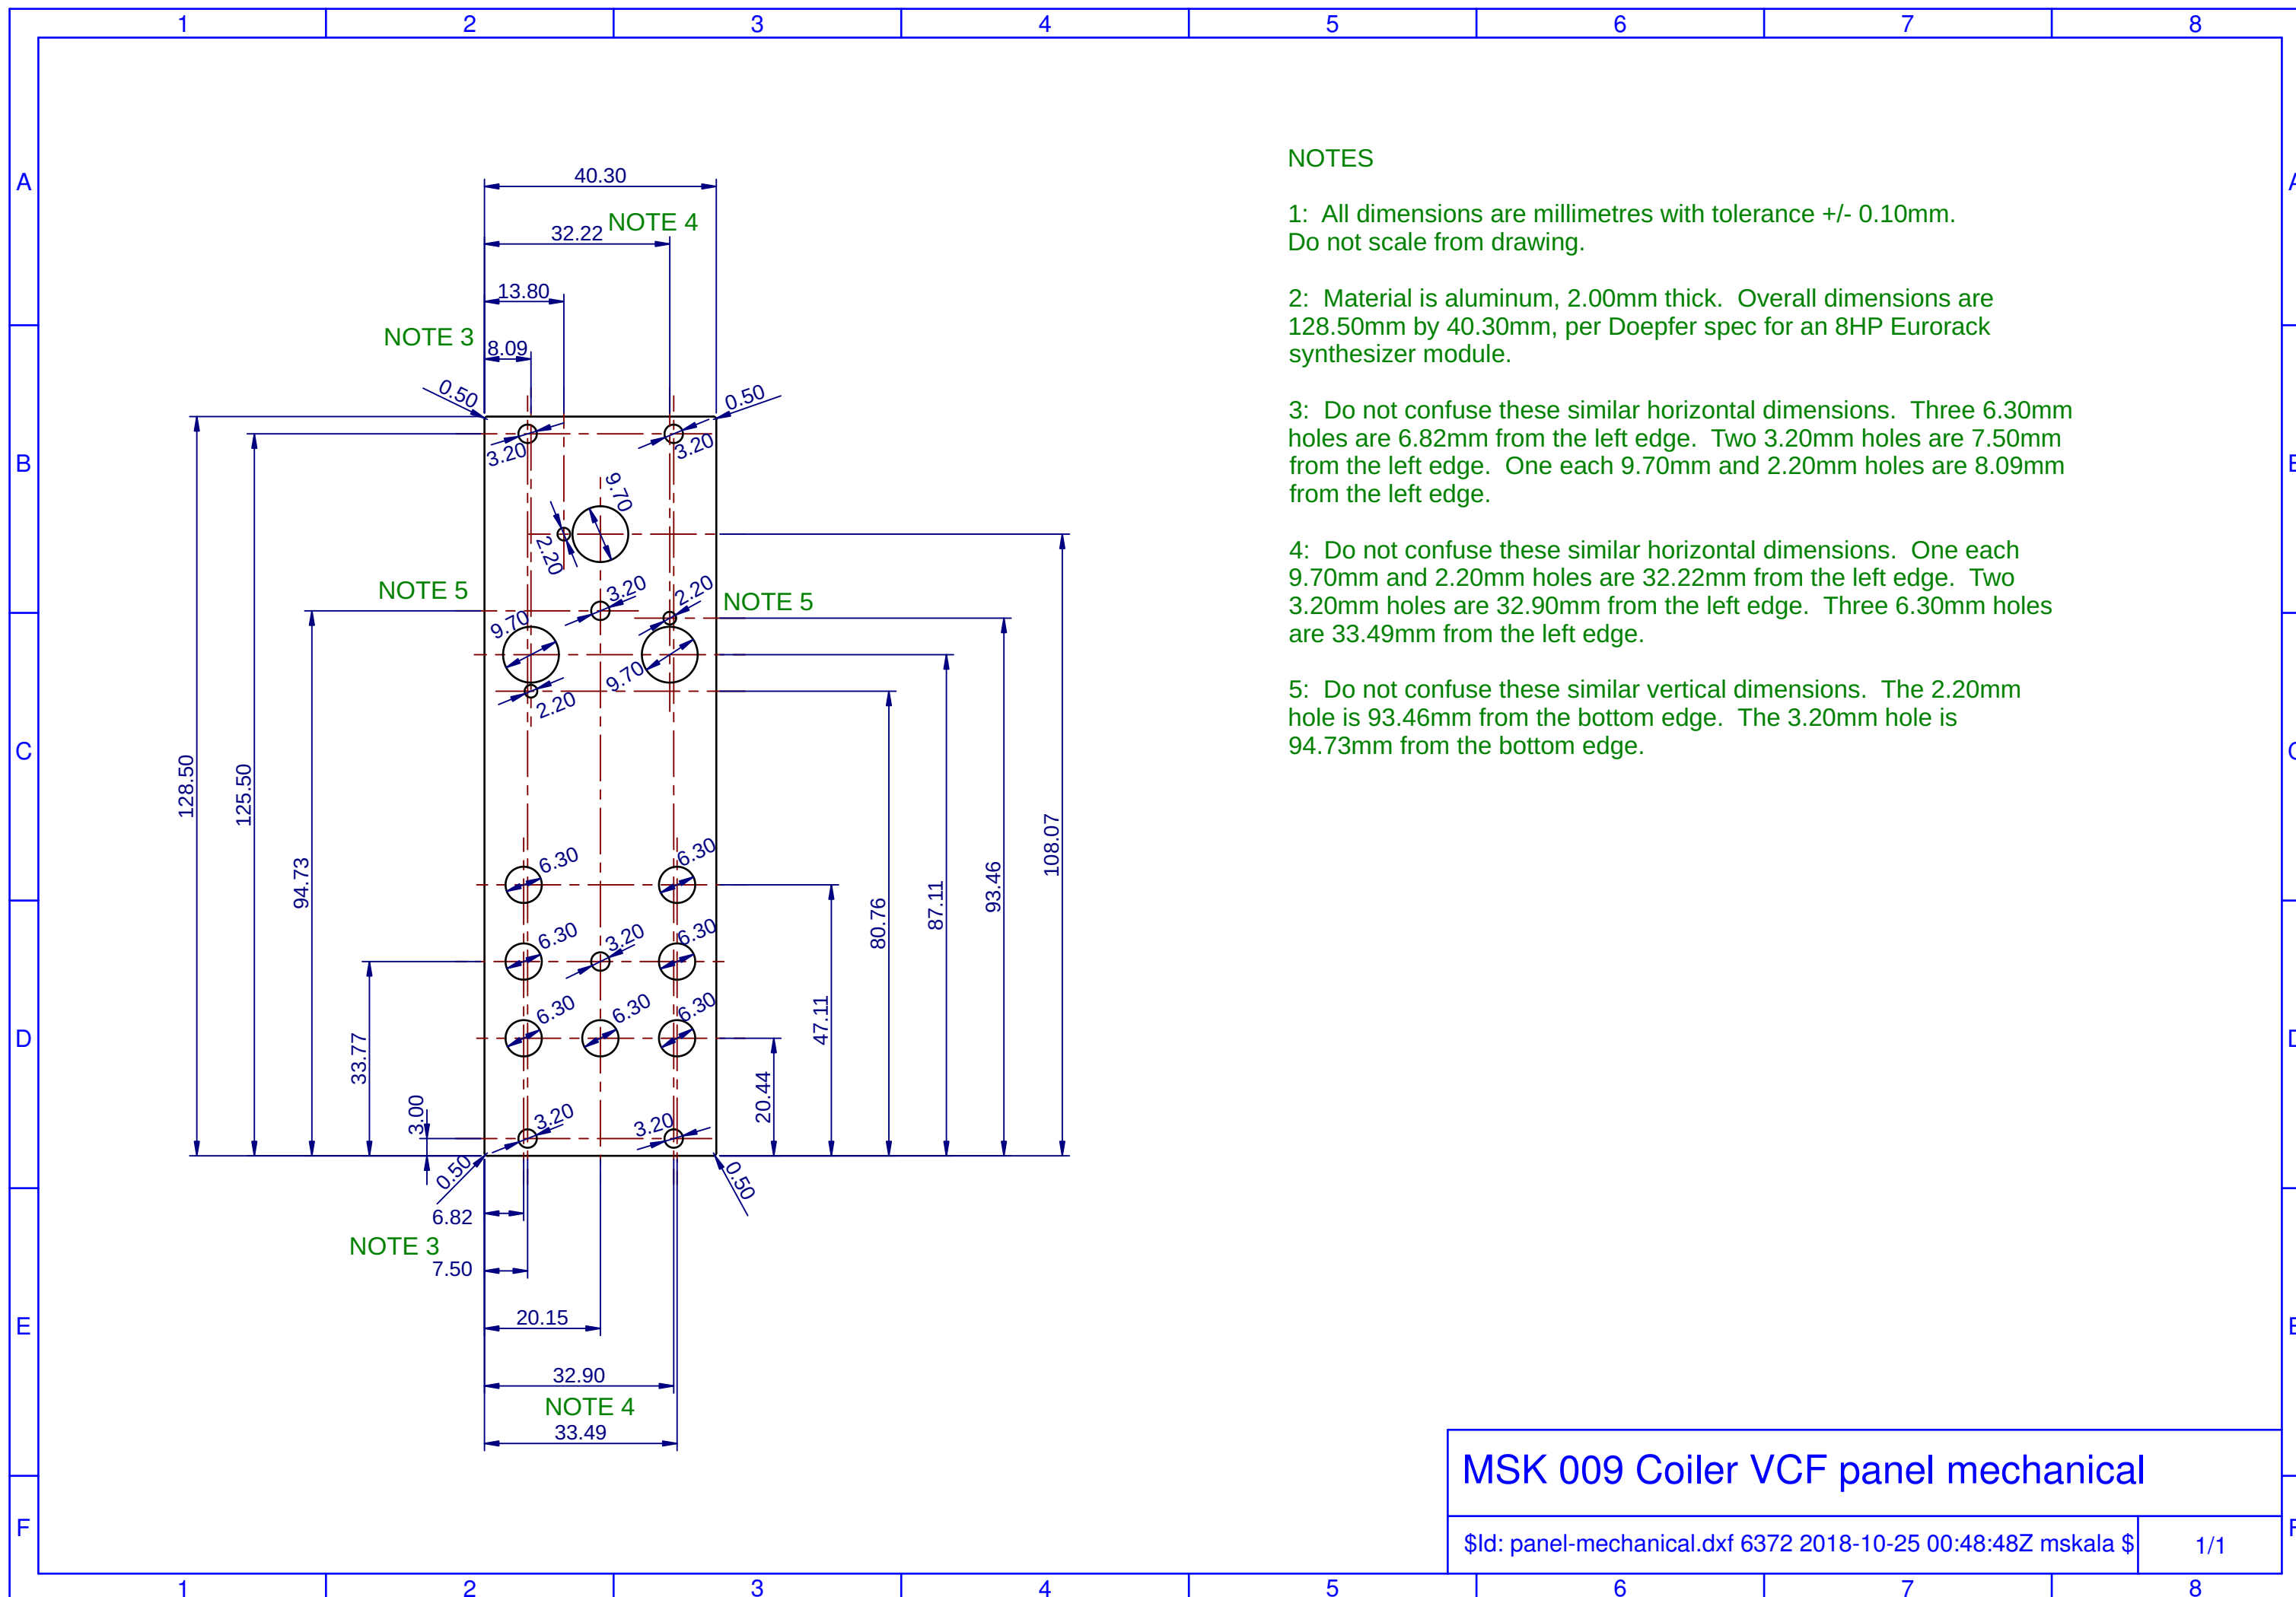 1 2 3 4 5 6 7 8
A
B
C
D
E
F
40.30
NOTE 4
32.22
13.80
NOTE 3
8.09
0.50
0.50
3.20
3.20
9.70
2.20
NOTE 5
3.20
2.20
NOTE 5
9.70
9.70
2.20
128.50
125.50
94.73
33.77
3.00
6.30
6.30
6.30
3.20
6.30
6.30
6.30
6.30
3.20
3.20
20.44
47.11
80.76
87.11
93.46
108.07
0.50
0.50
6.82
NOTE 3
7.50
20.15
32.90
NOTE 4
33.49
NOTES
1: All dimensions are millimetres with tolerance +/- 0.10mm.
Do not scale from drawing.
2: Material is aluminum, 2.00mm thick. Overall dimensions are
128.50mm by 40.30mm, per Doepfer spec for an 8HP Eurorack
synthesizer module.
3: Do not confuse these similar horizontal dimensions. Three 6.30mm
holes are 6.82mm from the left edge. Two 3.20mm holes are 7.50mm
from the left edge. One each 9.70mm and 2.20mm holes are 8.09mm
from the left edge.
4: Do not confuse these similar horizontal dimensions. One each
9.70mm and 2.20mm holes are 32.22mm from the left edge. Two
3.20mm holes are 32.90mm from the left edge. Three 6.30mm holes
are 33.49mm from the left edge.
5: Do not confuse these similar vertical dimensions. The 2.20mm
hole is 93.46mm from the bottom edge. The 3.20mm hole is
94.73mm from the bottom edge.
MSK 009 Coiler VCF panel mechanical
$Id: panel-mechanical.dxf 6372 2018-10-25 00:48:48Z mskala $
1/1
1 2 3 4 5 6 7 8